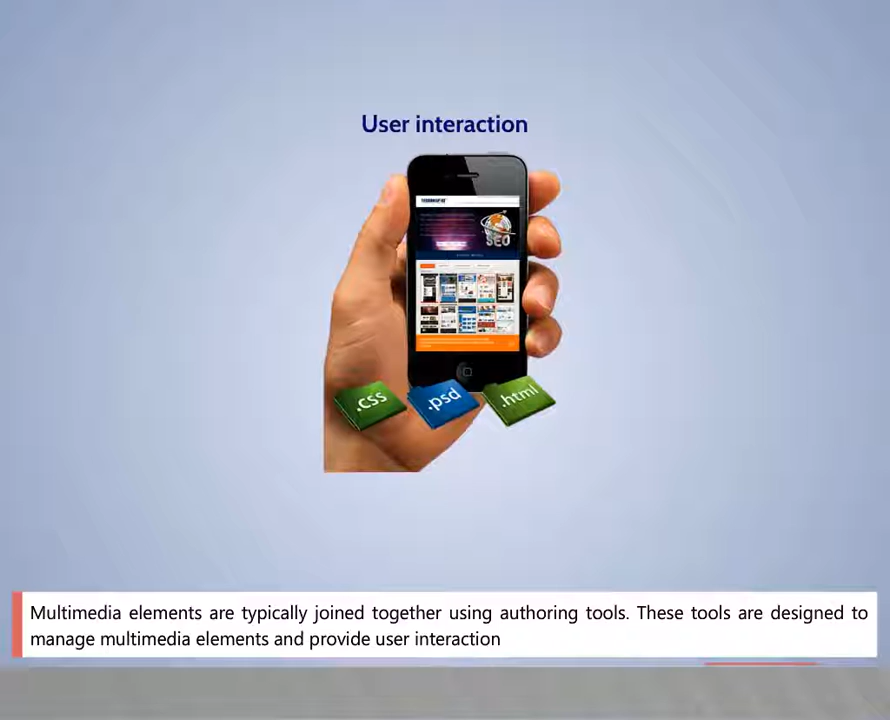 User interaction
SEO
.css
.psd
.html
Multimedia elements are typically joined together using authoring tools. These tools are designed to
manage multimedia elements and provide user interaction